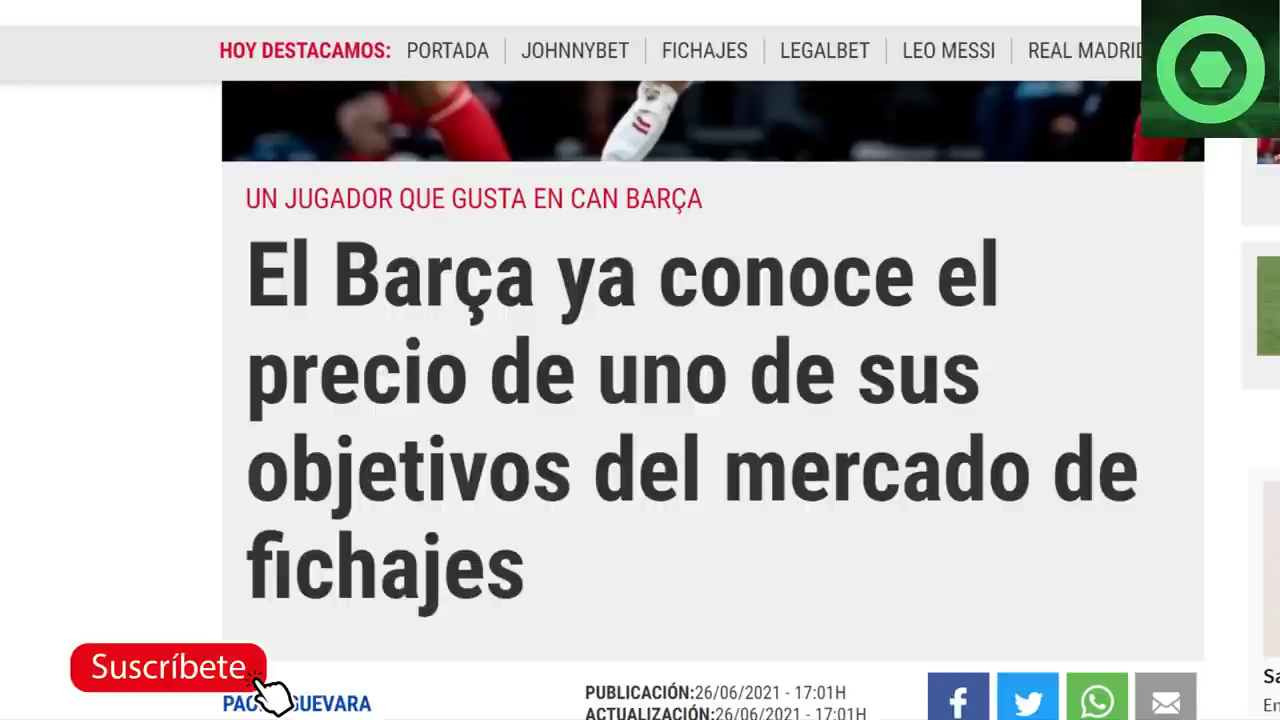 HOY DESTACAMOS: PORTADA JOHNNYBET FICHAJES LEGALBET LEO MESSI REAL MADRID
UN JUGADOR QUE GUSTA EN CAN BARÇA
El Barça ya conoce el
precio de uno de sus
objetivos del mercado de
fichajes
Suscríbete
PUBLICACIÓN:26/06/2021 - 17:01H
ACTUALIZACIÓN:26/06/2021 - 17:01H